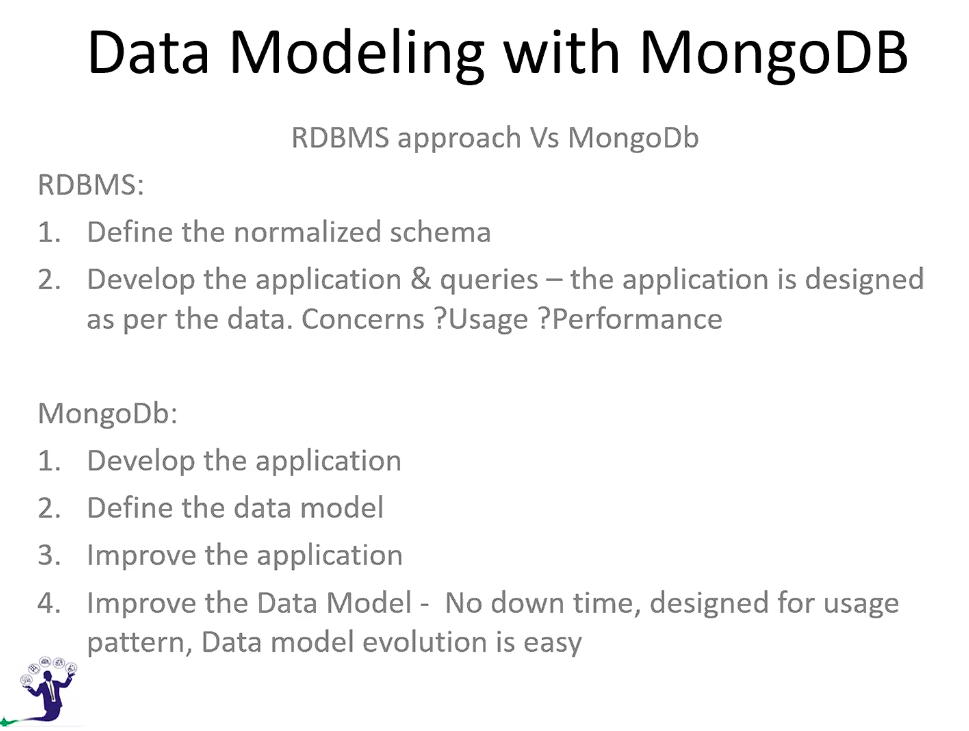 Data Modeling with MongoDB
RDBMS approach Vs MongoDb
RDBMS:
1. Define the normalized schema
2. Develop the application & queries – the application is designed
as per the data. Concerns ?Usage ?Performance
MongoDb:
1. Develop the application
2. Define the data model
3. Improve the application
4. Improve the Data Model -  No down time, designed for usage
pattern, Data model evolution is easy